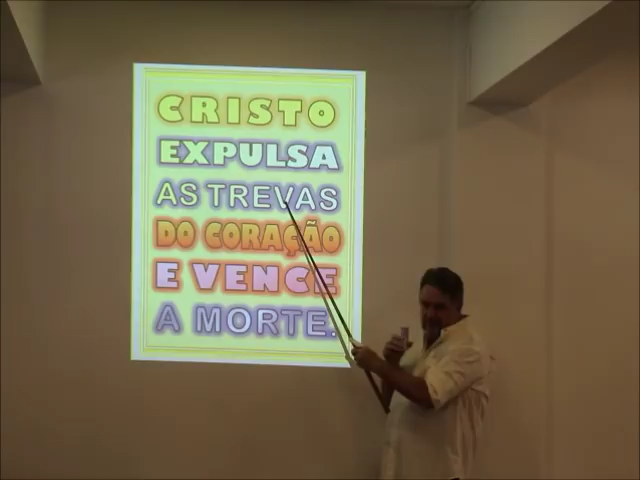 CRISTO
EXPULSA
AS TREVAS
DO CORAÇÃO
E VENCE
A MORTE.